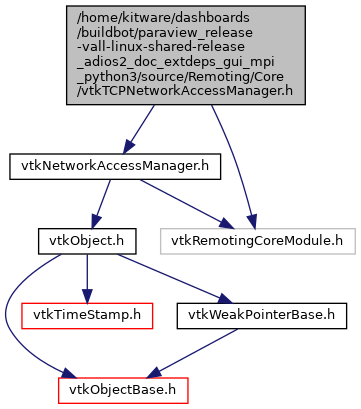 /home/kitware/dashboards
/buildbot/paraview_release
-vall-linux-shared-release
_adios2_doc_extdeps_gui_mpi
_python3/source/Remoting/Core
/vtkTCPNetworkAccessManager.h
vtkNetworkAccessManager.h
vtkObject.h
vtkRemotingCoreModule.h
vtkTimeStamp.h
vtkWeakPointerBase.h
vtkObjectBase.h